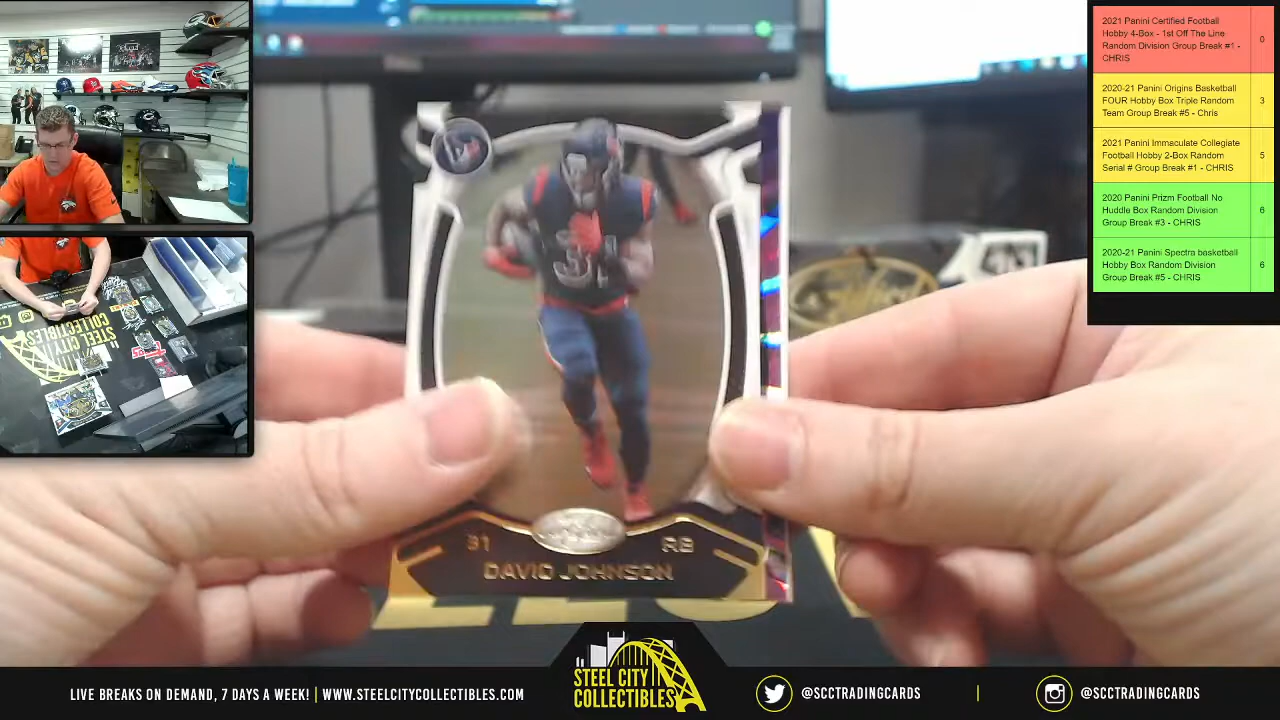 2021 Panini Certified Football
Hobby 4-Box - 1st Off The Line
Random Division Group Break #1 -
CHRIS
0
2020-21 Panini Origins Basketball
FOUR Hobby Box Triple Random
Team Group Break #5 - Chris
3
2021 Panini Immaculate Collegiate
Football Hobby 2-Box Random
Serial # Group Break #1 - CHRIS
5
2020 Panini Prizm Football No
Huddle Box Random Division
Group Break #3 - CHRIS
6
2020-21 Panini Spectra basketball
Hobby Box Random Division
Group Break #5 - CHRIS
6
31
31 RB
DAVID JOHNSON
STEEL CITY
COLLECTIBLES
LIVE BREAKS ON DEMAND, 7 DAYS A WEEK! | WWW.STEELCITYCOLLECTIBLES.COM
STEEL CITY
COLLECTIBLES
@SCCTRADINGCARDS | @SCCTRADINGCARDS